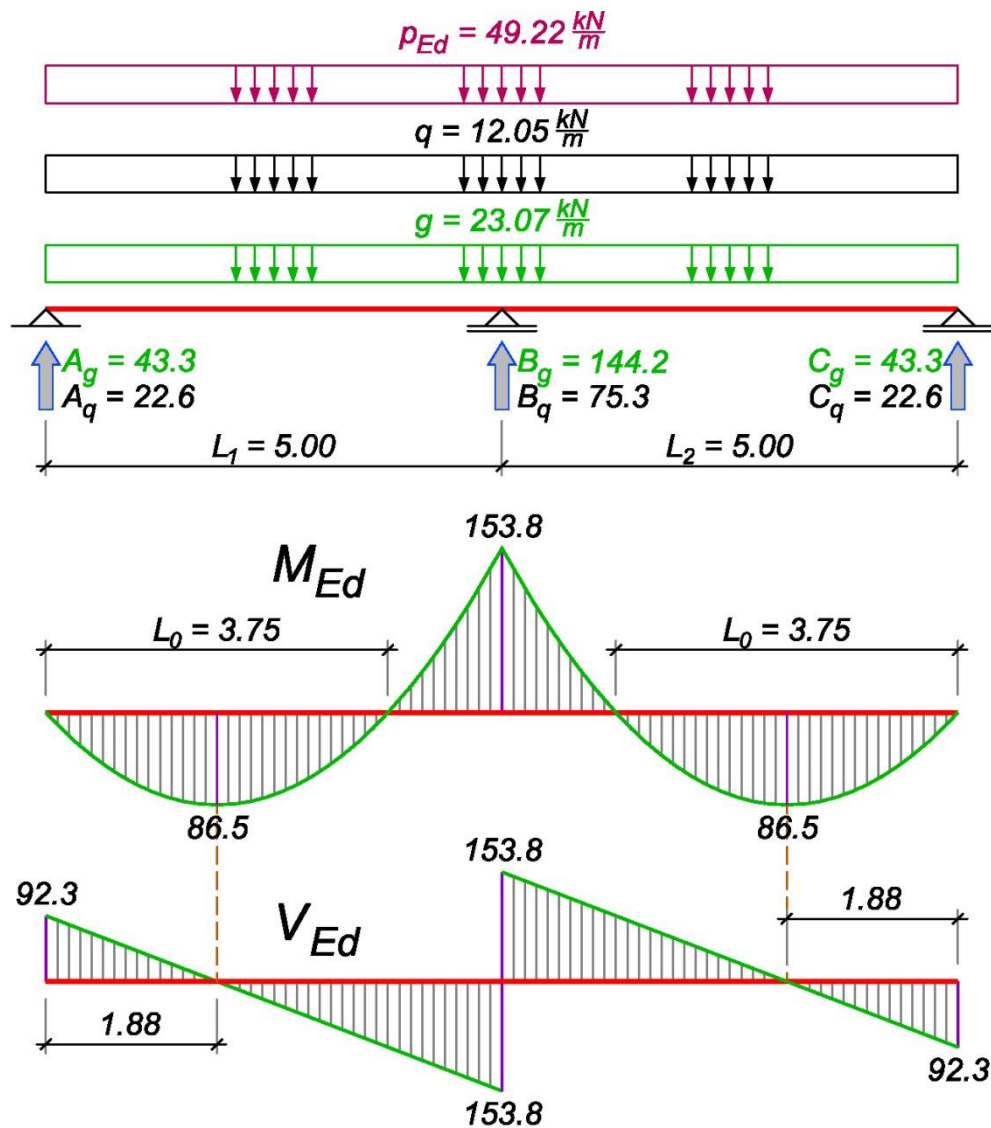 p_Ed = 49.22 kN/m
q = 12.05 kN/m
g = 23.07 kN/m
A_g = 43.3 B_g = 144.2 C_g = 43.3
A_q = 22.6 B_q = 75.3 C_q = 22.6
L_1 = 5.00 L_2 = 5.00
153.8
M_Ed
L_0 = 3.75 L_0 = 3.75
86.5 86.5
153.8
92.3 1.88
V_Ed
1.88
92.3
153.8